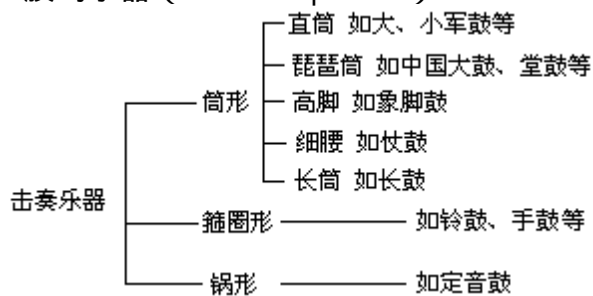 直筒 如大、小军鼓等
琵琶筒 如中国大鼓、堂鼓等
筒形
高脚 如象脚鼓
细腰 如仗鼓
长筒 如长鼓
击奏乐器
箍圈形
如铃鼓、手鼓等
锅形
如定音鼓